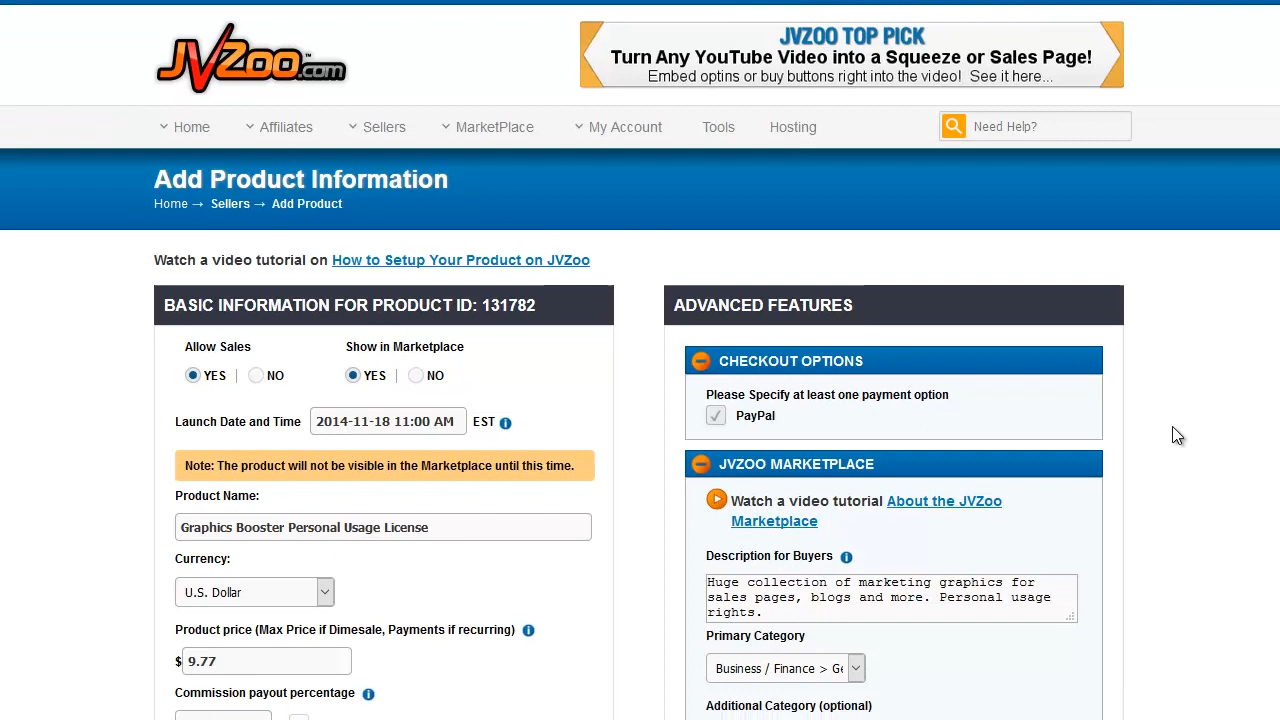 JVZoo.com
™
JVZOO TOP PICK
Turn Any YouTube Video into a Squeeze or Sales Page!
Embed optins or buy buttons right into the video! See it here...
Home Affiliates Sellers MarketPlace My Account Tools Hosting Need Help?
Add Product Information
Home → Sellers → Add Product
Watch a video tutorial on How to Setup Your Product on JVZoo
BASIC INFORMATION FOR PRODUCT ID: 131782
Allow Sales Show in Marketplace
YES | NO YES | NO
Launch Date and Time 2014-11-18 11:00 AM EST
Note: The product will not be visible in the Marketplace until this time.
Product Name:
Graphics Booster Personal Usage License
Currency:
U.S. Dollar
Product price (Max Price if Dimesale, Payments if recurring)
$ 9.77
Commission payout percentage
ADVANCED FEATURES
CHECKOUT OPTIONS
Please Specify at least one payment option
PayPal
JVZOO MARKETPLACE
Watch a video tutorial About the JVZoo
Marketplace
Description for Buyers
Huge collection of marketing graphics for
sales pages, blogs and more. Personal usage
rights.
Primary Category
Business / Finance > Ge
Additional Category (optional)